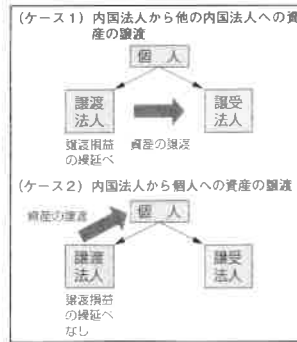 (ケース1) 内国法人から他の内国法人への資
産の譲渡
個 人
譲渡
法人
譲受
法人
譲渡損益
の繰延べ
資産の譲渡
(ケース2) 内国法人から個人への資産の譲渡
資産の譲渡
個 人
譲渡
法人
譲受
法人
譲渡損益
の繰延べ
なし